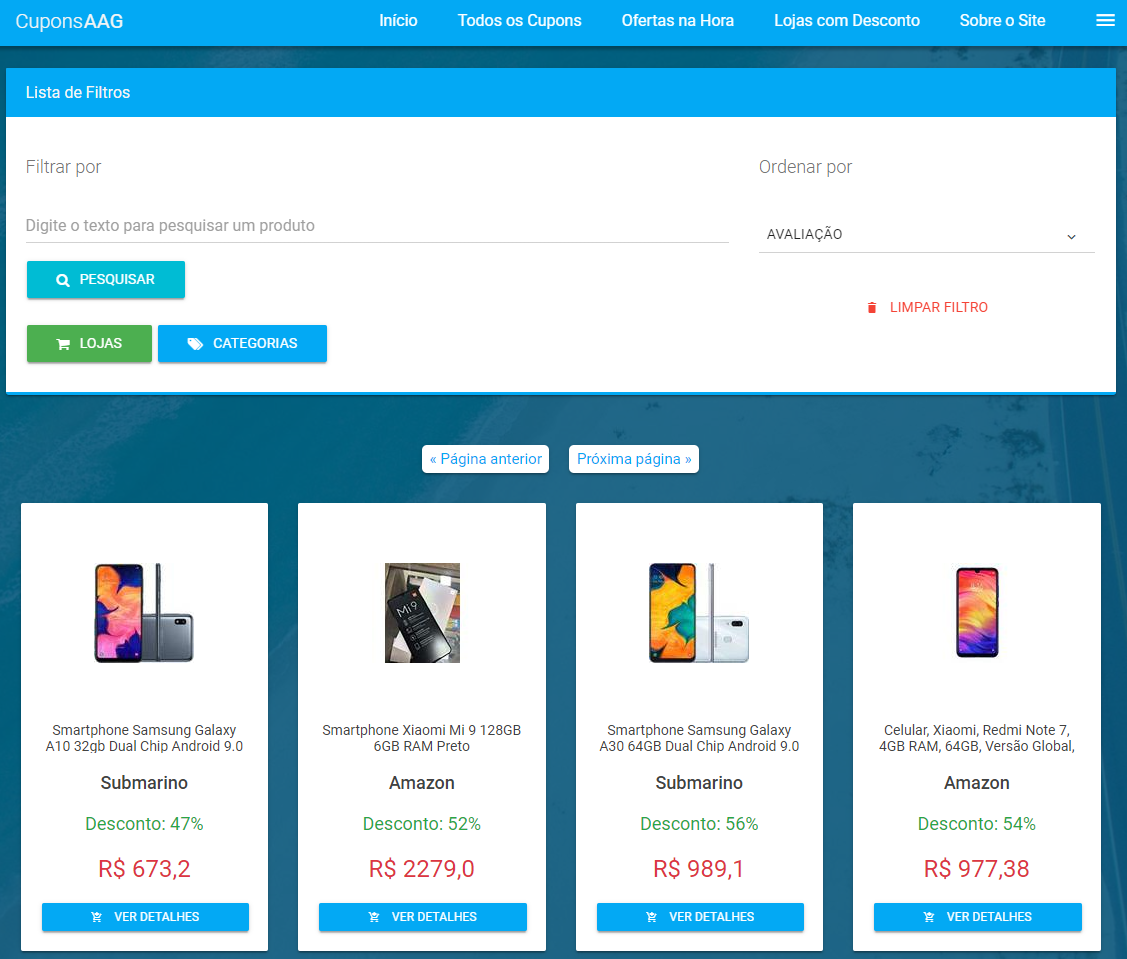 CuponsAAG
Início
Todos os Cupons
Ofertas na Hora
Lojas com Desconto
Sobre o Site
Lista de Filtros
Filtrar por
Digite o texto para pesquisar um produto
PESQUISAR
LOJAS
CATEGORIAS
Ordenar por
AVALIAÇÃO
LIMPAR FILTRO
« Página anterior
Próxima página »
Smartphone Samsung Galaxy
A10 32gb Dual Chip Android 9.0
Submarino
Desconto: 47%
R$ 673,2
VER DETALHES
Mi 9
Smartphone Xiaomi Mi 9 128GB
6GB RAM Preto
Amazon
Desconto: 52%
R$ 2279,0
VER DETALHES
Smartphone Samsung Galaxy
A30 64GB Dual Chip Android 9.0
Submarino
Desconto: 56%
R$ 989,1
VER DETALHES
Celular, Xiaomi, Redmi Note 7,
4GB RAM, 64GB, Versão Global,
Amazon
Desconto: 54%
R$ 977,38
VER DETALHES